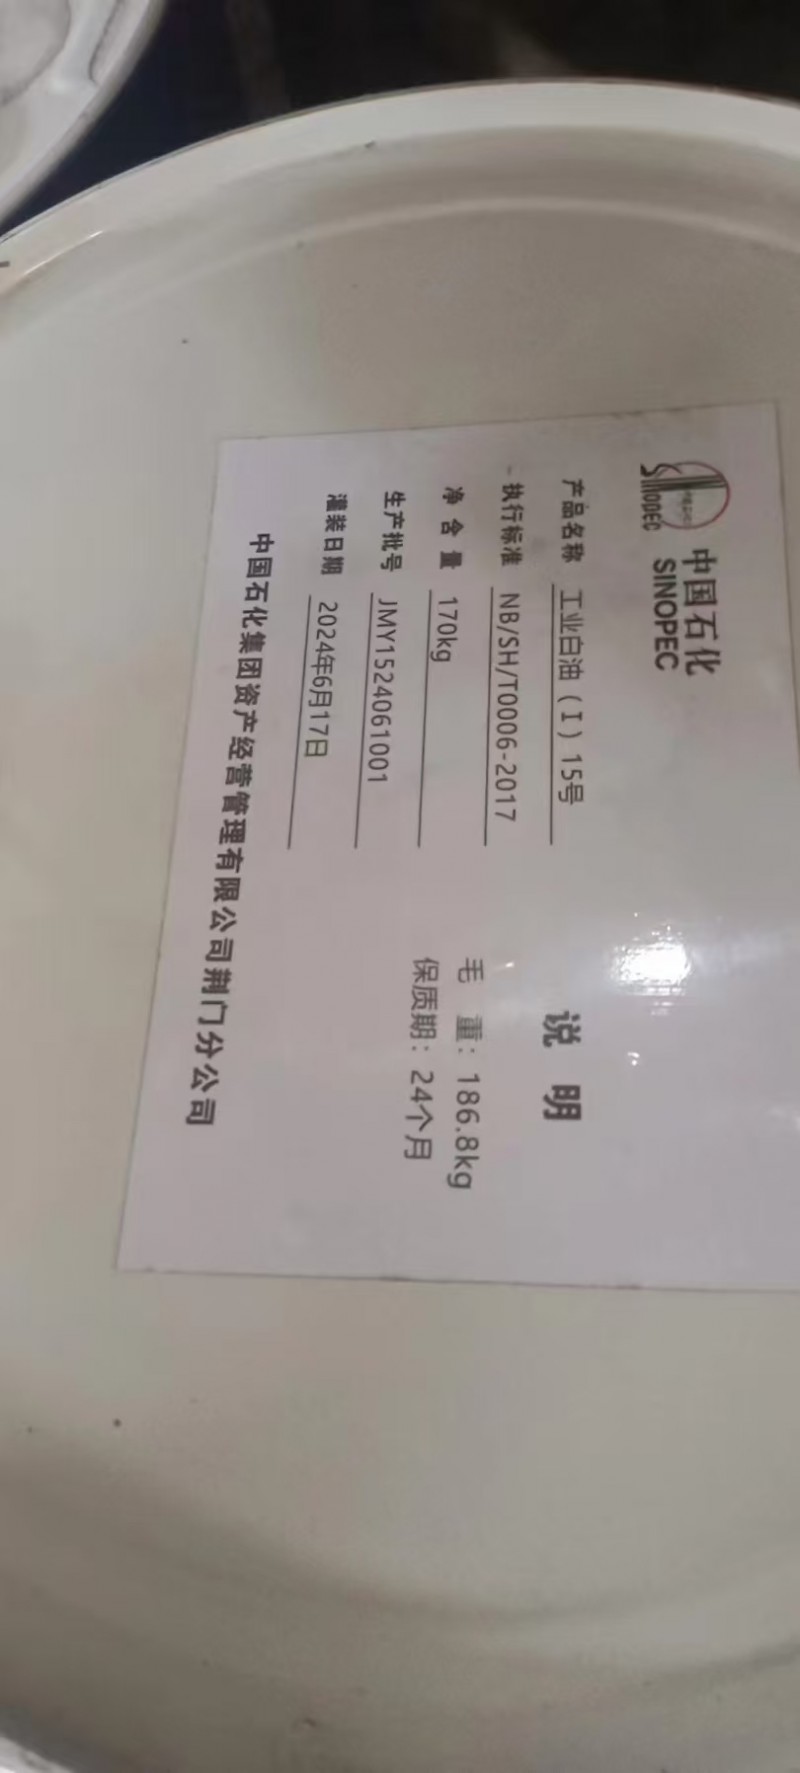 SINOPEC
中国石化
SINOPEC
产品名称 工业白油（Ⅰ）15号
执行标准 NB/SH/T0006-2017
净含量 170kg
生产批号 JMY1524061001
灌装日期 2024年6月17日
说明
毛 重：186.8kg
保质期：24个月
中国石化集团资产经营管理有限公司荆门分公司